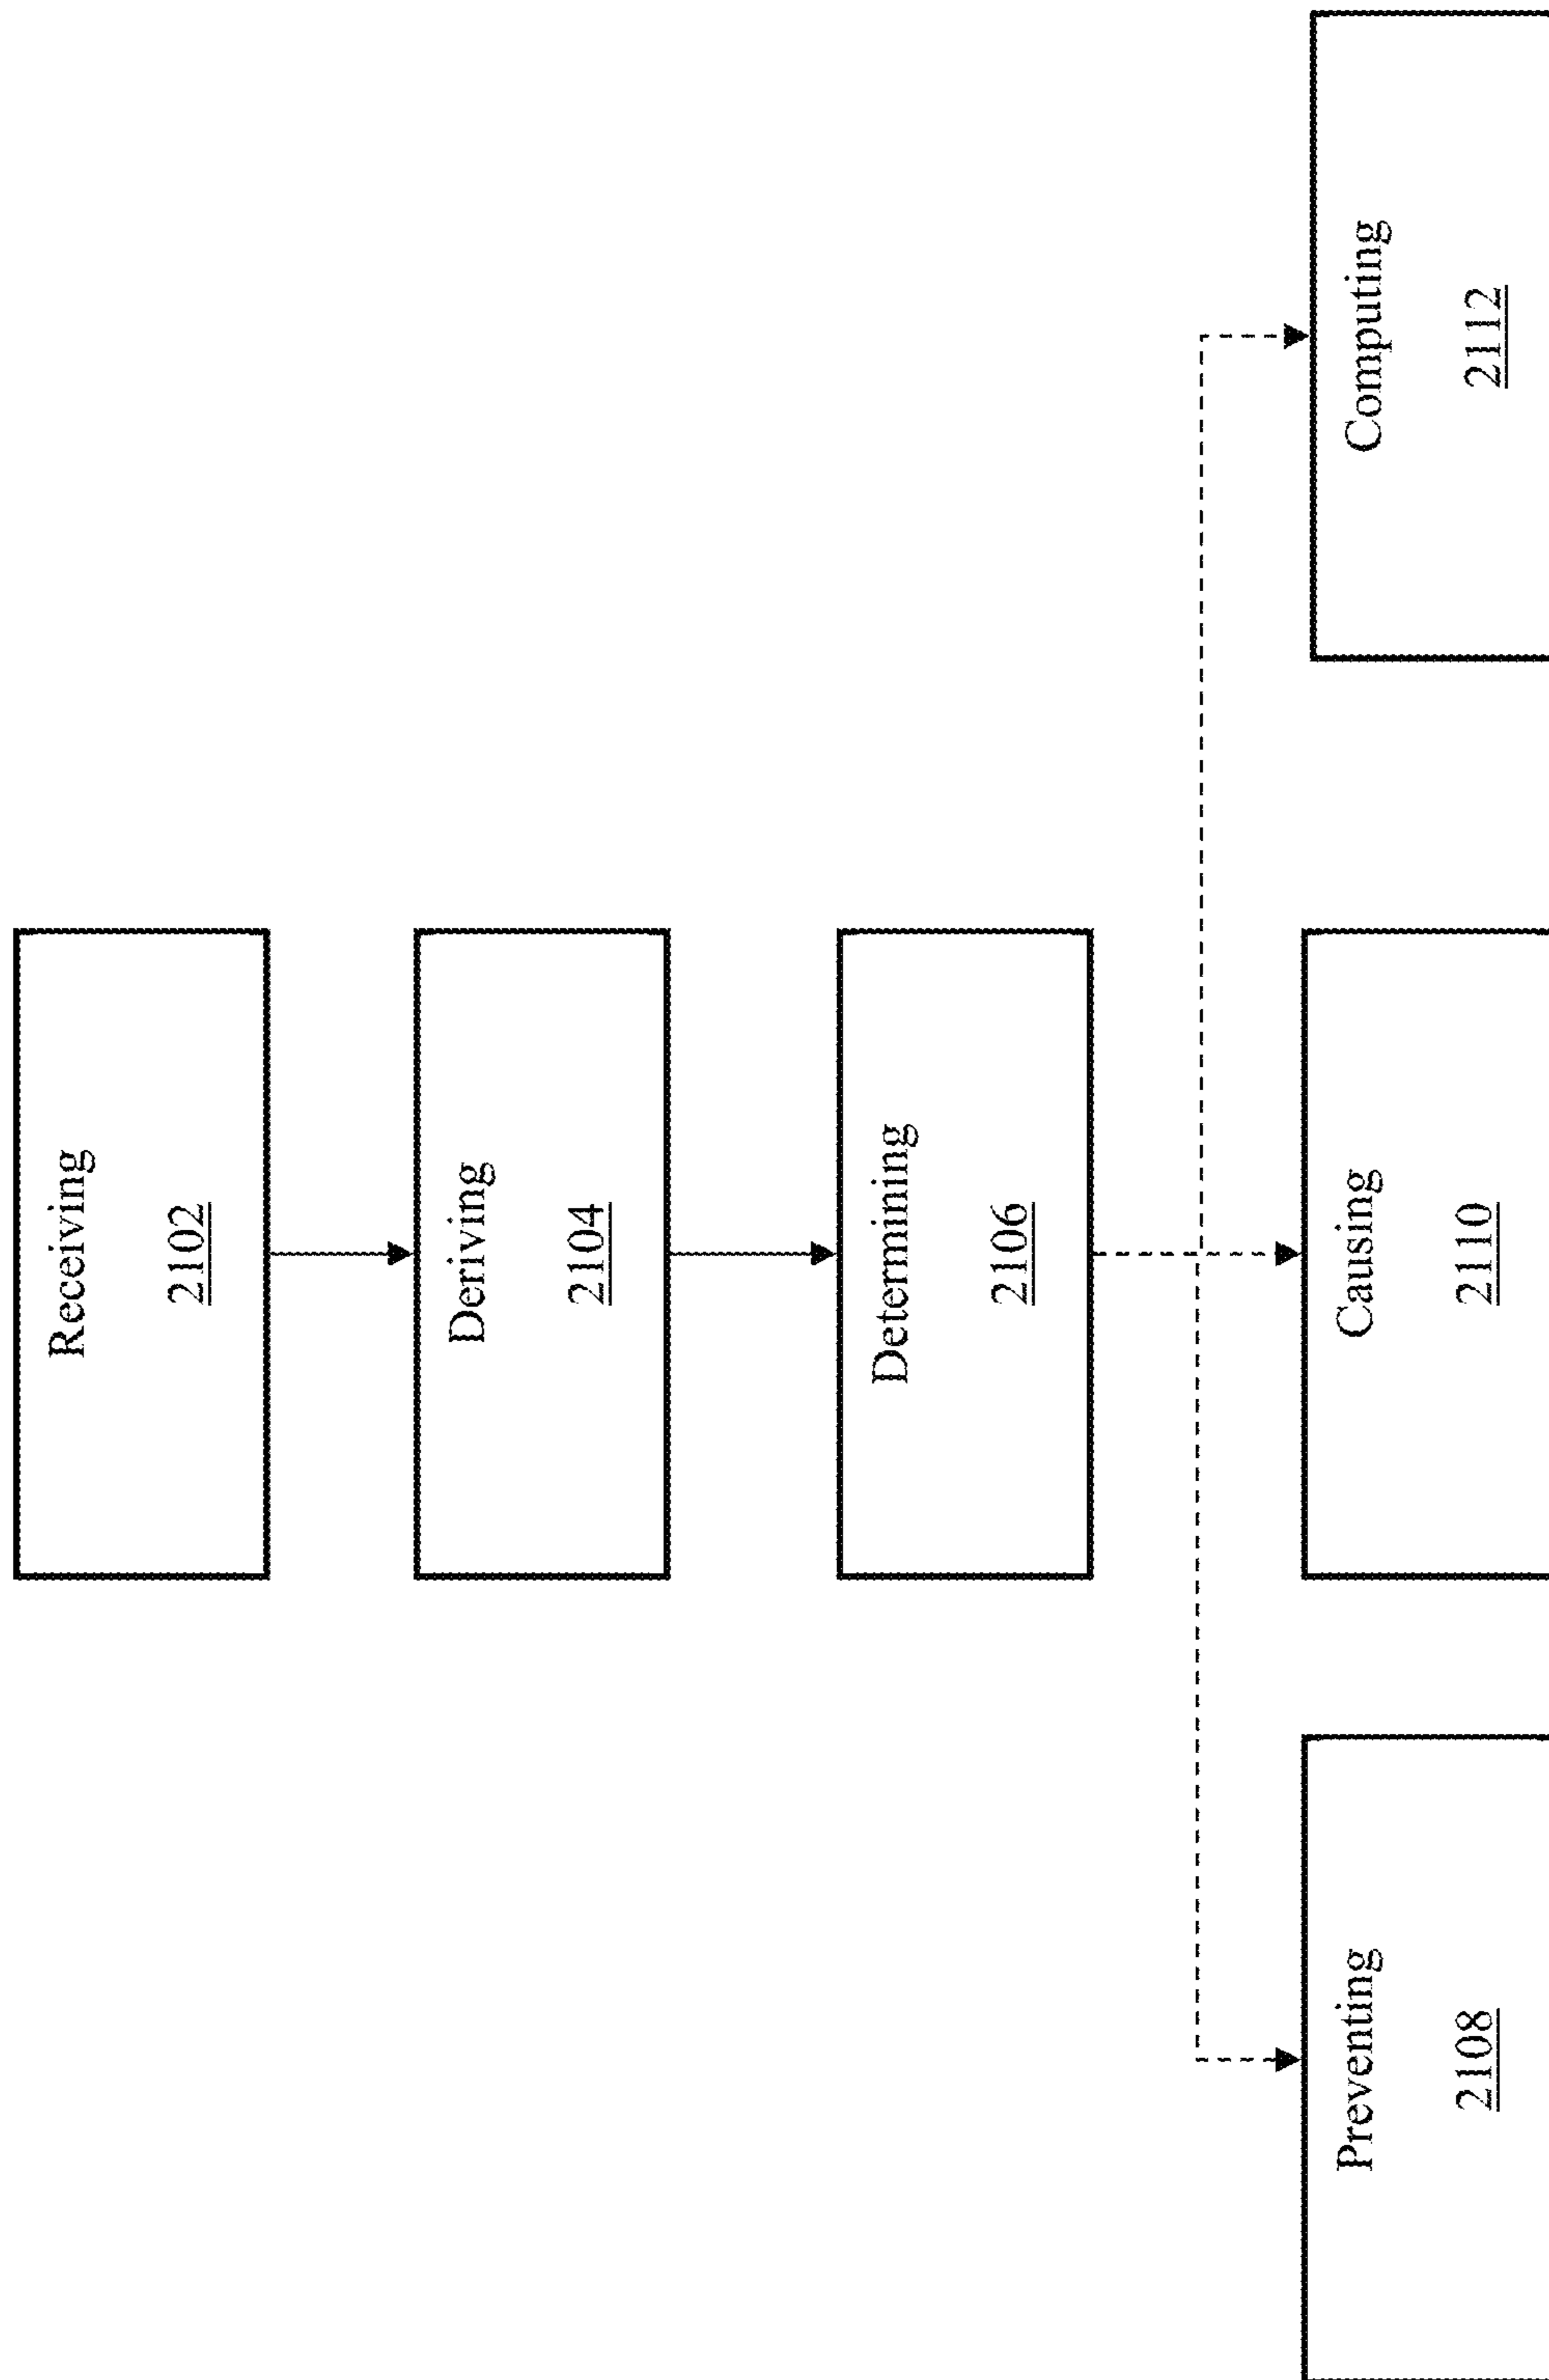 Receiving
2102
Deriving
2104
Determining
2106
Preventing
2108
Causing
2110
Computing
2112